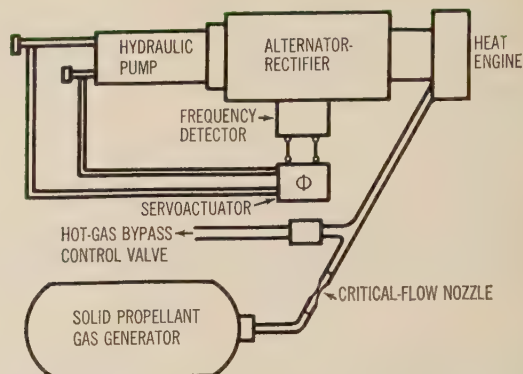 HYDRAULIC
PUMP
ALTERNATOR-
RECTIFIER
HEAT
ENGINE
FREQUENCY
DETECTOR
Φ
SERVOACTUATOR
HOT-GAS BYPASS
CONTROL VALVE
CRITICAL-FLOW NOZZLE
SOLID PROPELLANT
GAS GENERATOR